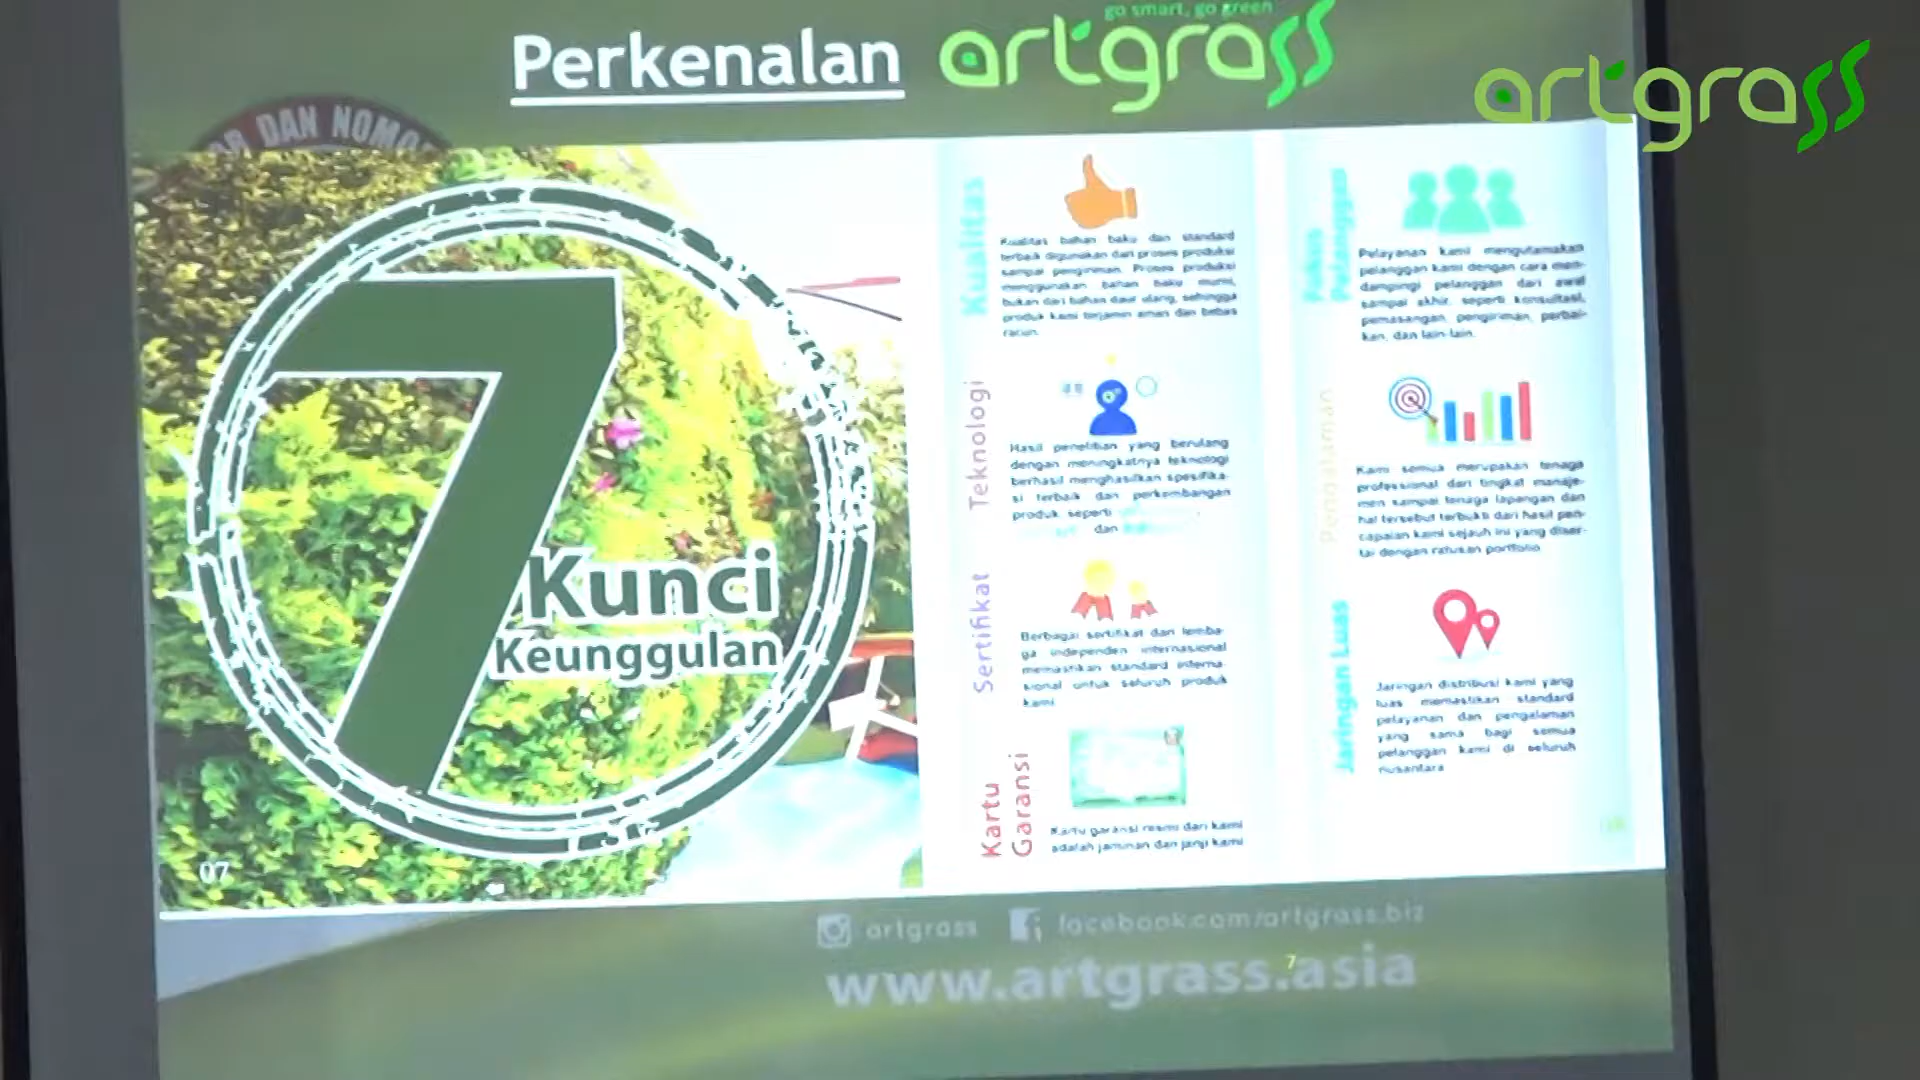 go smart, go green
Perkenalan artgrass
artgrass
DAN NOMO
7
Kunci
Keunggulan
07
Kualitas
Kualitas bahan baku dan standard
terbaik digunakan dari proses produksi
sampai pengiriman. Proses produksi
menggunakan bahan baku murni,
bukan dari bahan daur ulang, sehingga
produk kami terjamin aman dan bebas
racun.
Teknologi
Hasil penelitian yang berulang
dengan meningkatnya teknologi
berhasil menghasilkan spesifika-
si terbaik dan perkembangan
produk seperti
dan
Sertifikat
Berbagai sertifikat dari lemba-
ga independen internasional
memastikan standard interna-
sional untuk seluruh produk
kami
Kartu
Garansi
Kartu garansi resmi dari kami
adalah jaminan dan janji kami
Fokus
Pelanggan
Pelayanan kami mengutamakan
pelanggan kami dengan cara men-
dampingi pelanggan dari awal
sampai akhir, seperti konsultasi,
pemasangan, pengiriman, perbai-
kan, dan lain-lain.
Pengalaman
Kami semua merupakan tenaga
professional dari tingkat manaje-
men sampai tenaga lapangan dan
hal tersebut terbukti dari hasil pen-
capaian kami sejauh ini yang diser-
tai dengan ratusan portfolio
Jaringan Luas
Jaringan distribusi kami yang
luas memastikan standard
pelayanan dan pengalaman
yang sama bagi semua
pelanggan kami di seluruh
nusantara
artgrass facebook.com/artgrass.biz
www.artgrass.asia
7